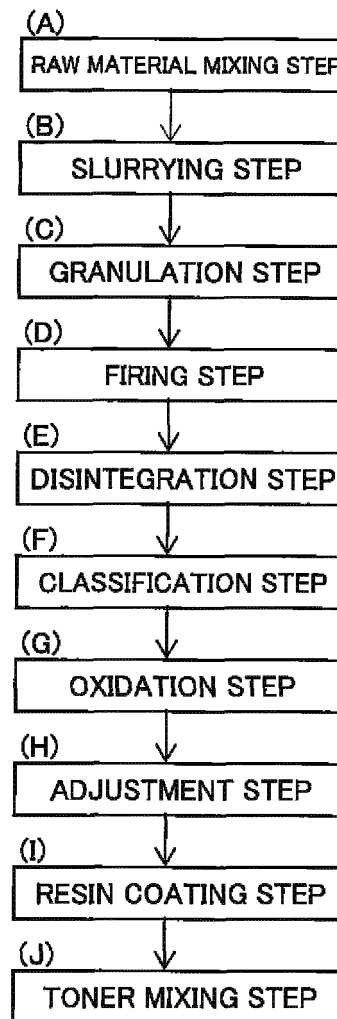 (A)
RAW MATERIAL MIXING STEP
(B)
SLURRYING STEP
(C)
GRANULATION STEP
(D)
FIRING STEP
(E)
DISINTEGRATION STEP
(F)
CLASSIFICATION STEP
(G)
OXIDATION STEP
(H)
ADJUSTMENT STEP
(I)
RESIN COATING STEP
(J)
TONER MIXING STEP